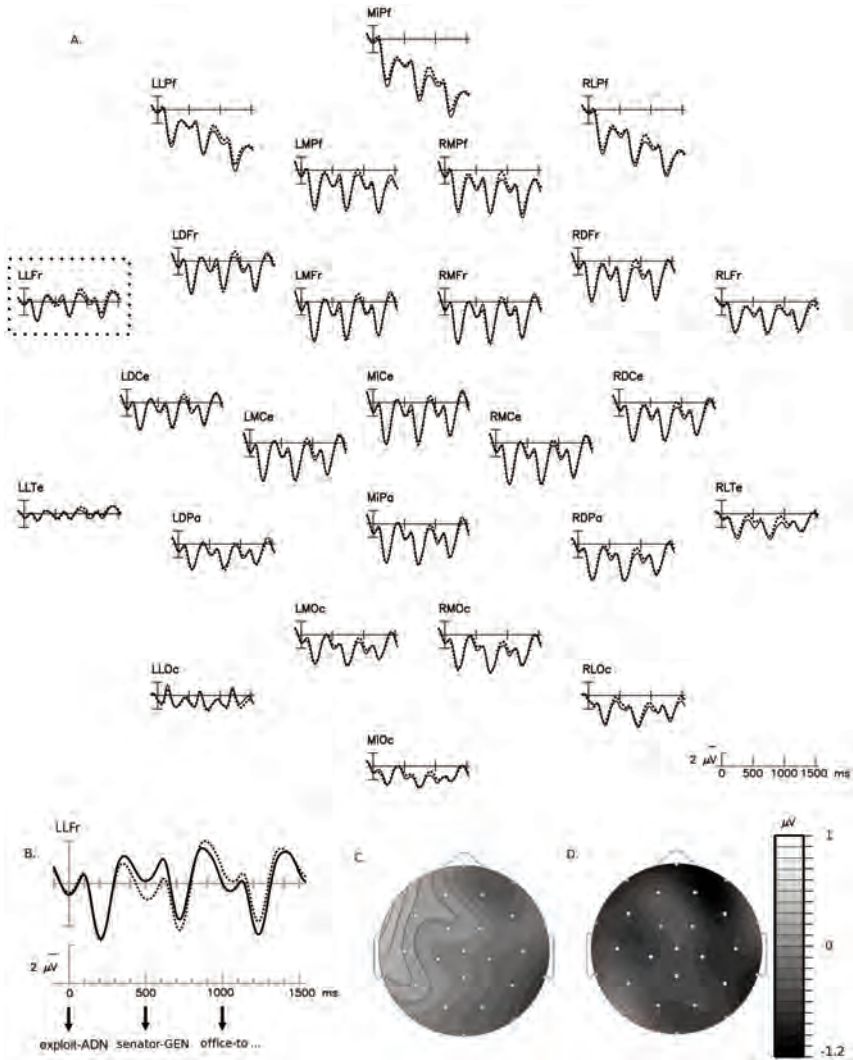 MiPf
A.
LLPf
RLPf
LMPf
RMPf
LDFr
RDFr
LLFr
LMFr
RMFr
RLFr
LDCe
MiCe
RDCe
LMCe
RMCe
LLTe
MiPa
RLTe
LDPa
RDPa
LMOc
RMOc
LLOc
RLOc
MiOc
2 μV
0 500 1000 1500 ms
B.
LLFr
2 μV
0 500 1000 1500 ms
exploit-ADN senator-GEN office-to ...
C.
D.
μV
1
0
-1.2